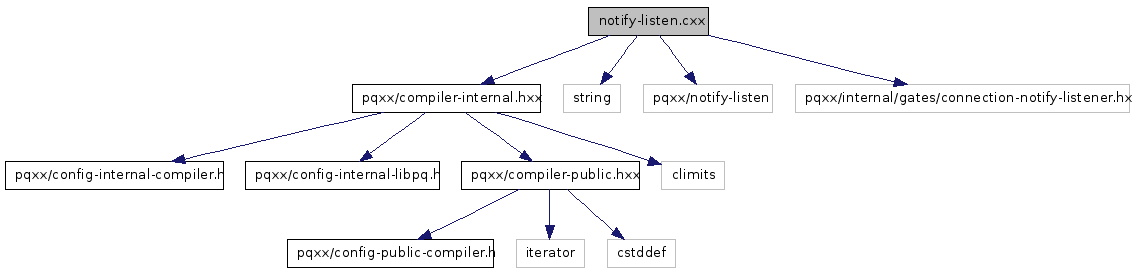 notify-listen.cxx
pqxx/compiler-internal.hxx
string
pqxx/notify-listen
pqxx/internal/gates/connection-notify-listener.hx
pqxx/config-internal-compiler.h
pqxx/config-internal-libpq.h
pqxx/compiler-public.hxx
climits
pqxx/config-public-compiler.h
iterator
cstddef